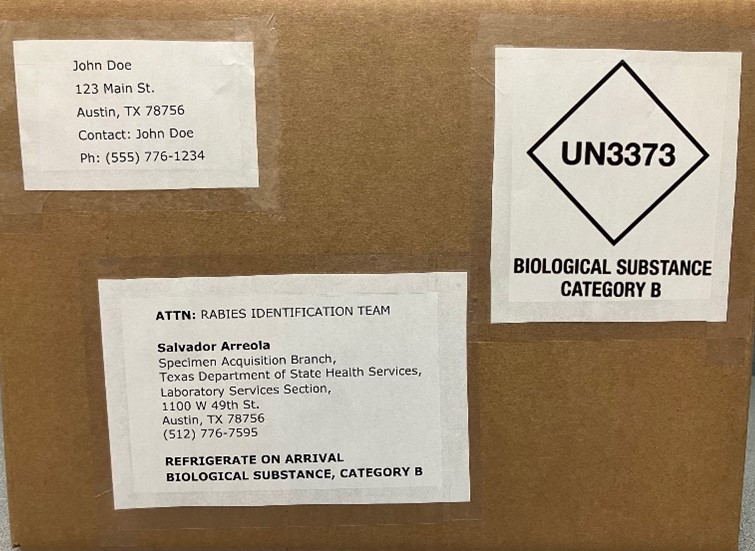 John Doe
123 Main St.
Austin, TX 78756
Contact: John Doe
Ph: (555) 776-1234
UN3373
BIOLOGICAL SUBSTANCE
CATEGORY B
ATTN: RABIES IDENTIFICATION TEAM
Salvador Arreola
Specimen Acquisition Branch,
Texas Department of State Health Services,
Laboratory Services Section,
1100 W 49th St.
Austin, TX 78756
(512) 776-7595
REFRIGERATE ON ARRIVAL
BIOLOGICAL SUBSTANCE, CATEGORY B